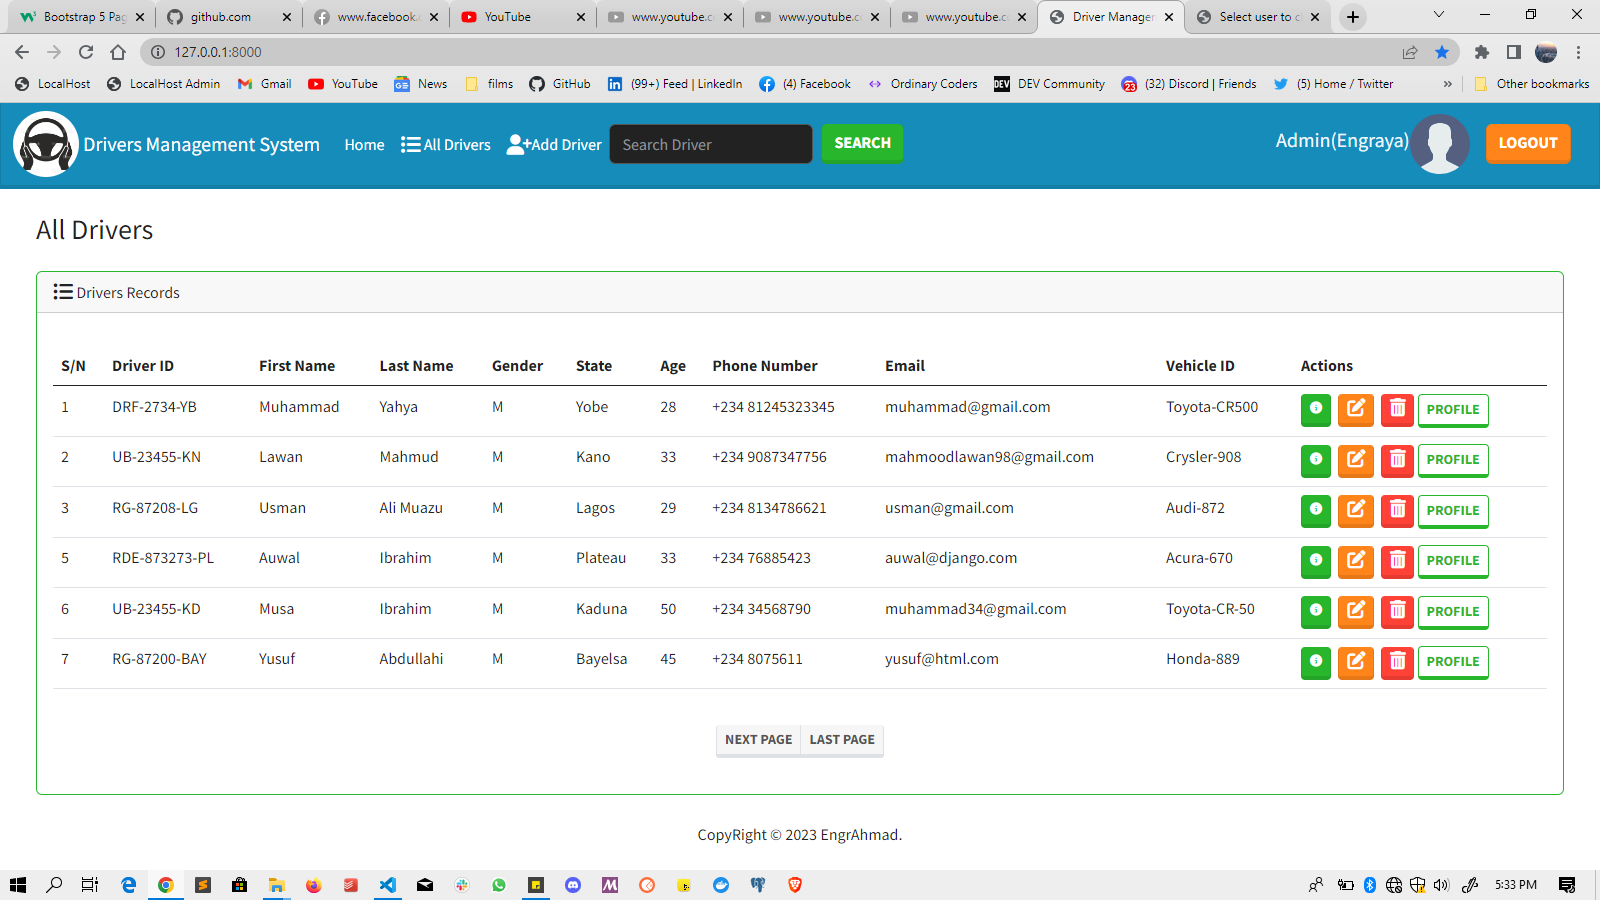 Bootstrap 5 Pag
github.com
www.facebook.c
YouTube
www.youtube.c
www.youtube.c
www.youtube.c
Driver Manager
Select user to c
127.0.0.1:8000
LocalHost
LocalHost Admin
Gmail
YouTube
News
films
GitHub
(99+) Feed | LinkedIn
(4) Facebook
Ordinary Coders
DEV DEV Community
23 (32) Discord | Friends
(5) Home / Twitter
»
Other bookmarks
Drivers Management System Home All Drivers Add Driver Search Driver SEARCH Admin(Engraya) LOGOUT
All Drivers
Drivers Records
S/N Driver ID First Name Last Name Gender State Age Phone Number Email Vehicle ID Actions
1 DRF-2734-YB Muhammad Yahya M Yobe 28 +234 81245323345 muhammad@gmail.com Toyota-CR500 PROFILE
2 UB-23455-KN Lawan Mahmud M Kano 33 +234 9087347756 mahmoodlawan98@gmail.com Crysler-908 PROFILE
3 RG-87208-LG Usman Ali Muazu M Lagos 29 +234 8134786621 usman@gmail.com Audi-872 PROFILE
5 RDE-873273-PL Auwal Ibrahim M Plateau 33 +234 76885423 auwal@django.com Acura-670 PROFILE
6 UB-23455-KD Musa Ibrahim M Kaduna 50 +234 34568790 muhammad34@gmail.com Toyota-CR-50 PROFILE
7 RG-87200-BAY Yusuf Abdullahi M Bayelsa 45 +234 8075611 yusuf@html.com Honda-889 PROFILE
NEXT PAGE LAST PAGE
CopyRight © 2023 EngrAhmad.
5:33 PM